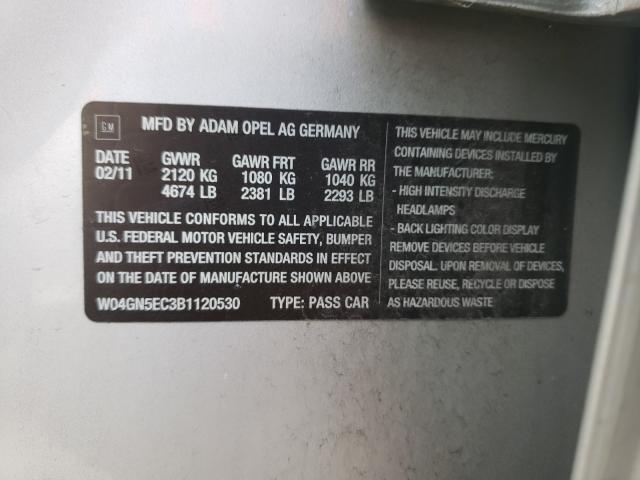 GM
MFD BY ADAM OPEL AG GERMANY
DATE GVWR GAWR FRT GAWR RR
02/11 2120 KG 1080 KG 1040 KG
4674 LB 2381 LB 2293 LB
THIS VEHICLE CONFORMS TO ALL APPLICABLE
U.S. FEDERAL MOTOR VEHICLE SAFETY, BUMPER
AND THEFT PREVENTION STANDARDS IN EFFECT
ON THE DATE OF MANUFACTURE SHOWN ABOVE
W04GN5EC3B1120530 TYPE: PASS CAR
THIS VEHICLE MAY INCLUDE MERCURY
CONTAINING DEVICES INSTALLED BY
THE MANUFACTURER:
- HIGH INTENSITY DISCHARGE
HEADLAMPS
- BACK LIGHTING COLOR DISPLAY
REMOVE DEVICES BEFORE VEHICLE
DISPOSAL. UPON REMOVAL OF DEVICES,
PLEASE REUSE, RECYCLE OR DISPOSE
AS HAZARDOUS WASTE